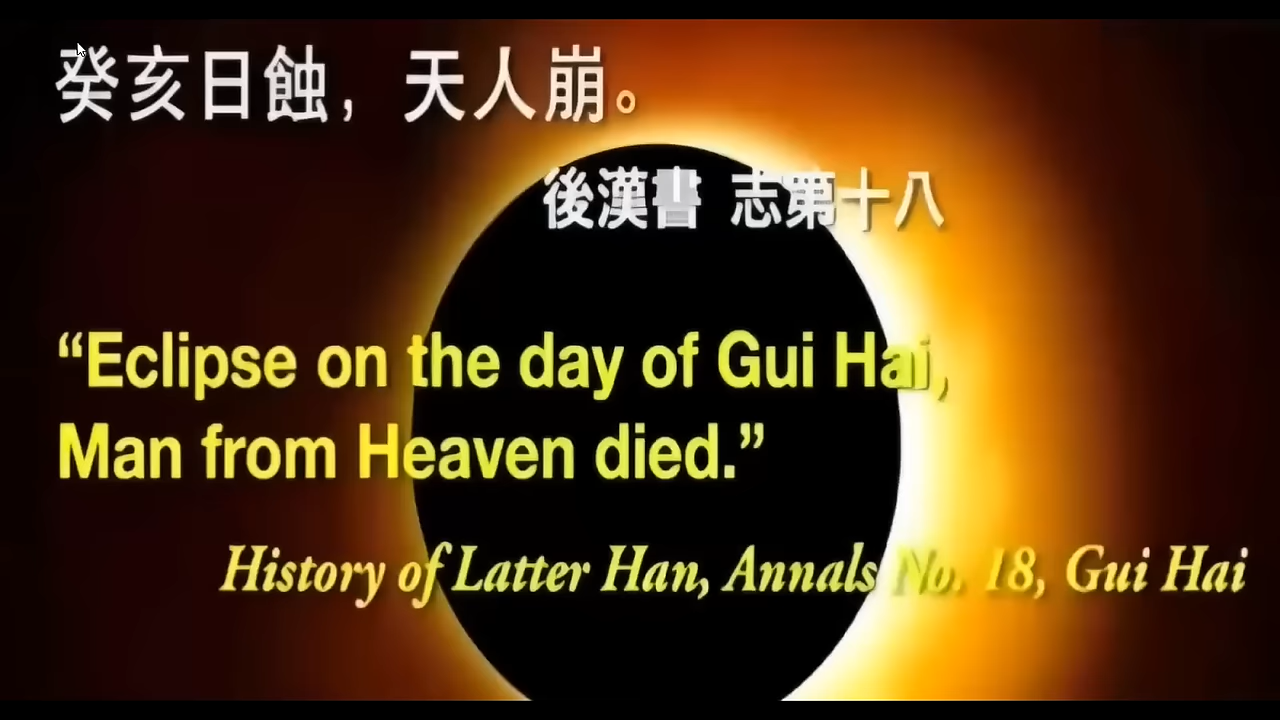 癸亥日蝕，天人崩。
後漢書 志第十八
“Eclipse on the day of Gui Hai,
Man from Heaven died.”
History of Latter Han, Annals No. 18, Gui Hai